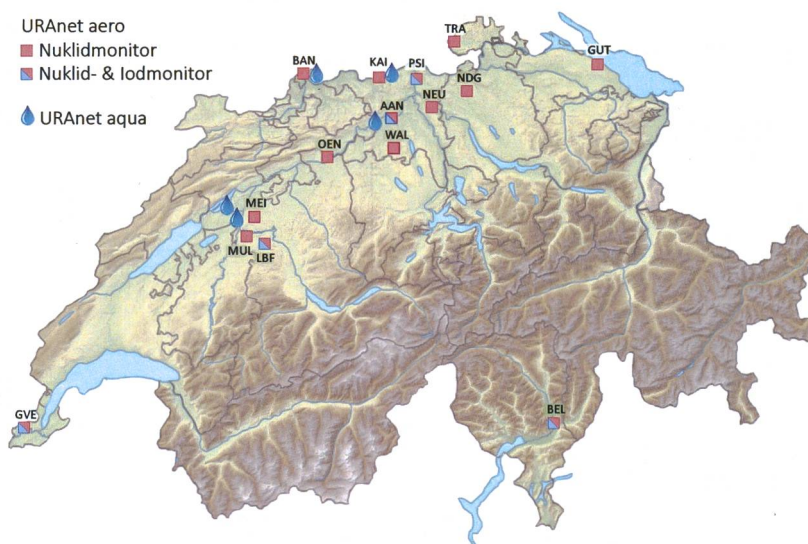 URAnet aero
Nuklidmonitor
Nuklid- & Iodmonitor
URAnet aqua
TRA
BAN
KAI
PSI
GUT
NDG
NEU
AAN
WAL
OEN
MEI
MUL
LBF
GVE
BEL